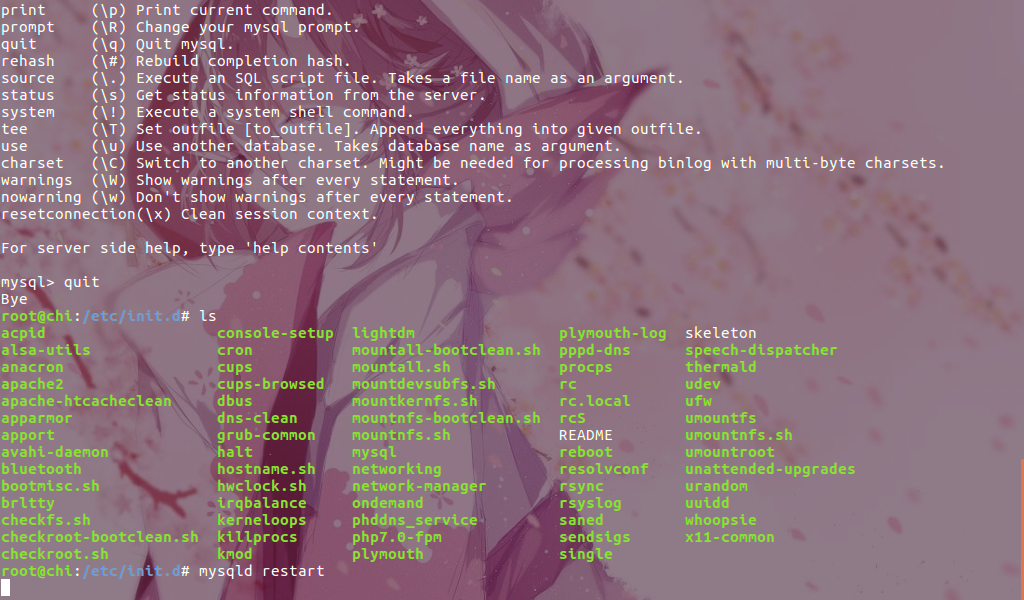 print     (\p) Print current command.
prompt    (\R) Change your mysql prompt.
quit      (\q) Quit mysql.
rehash    (\#) Rebuild completion hash.
source    (\.) Execute an SQL script file. Takes a file name as an argument.
status    (\s) Get status information from the server.
system    (\!) Execute a system shell command.
tee       (\T) Set outfile [to_outfile]. Append everything into given outfile.
use       (\u) Use another database. Takes database name as argument.
charset   (\C) Switch to another charset. Might be needed for processing binlog with multi-byte charsets.
warnings  (\W) Show warnings after every statement.
nowarning (\w) Don't show warnings after every statement.
resetconnection(\x) Clean session context.
For server side help, type 'help contents'
mysql> quit
Bye
root@chi:/etc/init.d# ls
acpid                   console-setup  lightdm                plymouth-log  skeleton
alsa-utils              cron           mountall-bootclean.sh  pppd-dns      speech-dispatcher
anacron                 cups           mountall.sh            procps        thermald
apache2                 cups-browsed   mountdevsubfs.sh       rc            udev
apache-htcacheclean     dbus           mountkernfs.sh         rc.local      ufw
apparmor                dns-clean      mountnfs-bootclean.sh  rcS           umountfs
apport                  grub-common    mountnfs.sh            README        umountnfs.sh
avahi-daemon            halt           mysql                  reboot        umountroot
bluetooth               hostname.sh    networking             resolvconf    unattended-upgrades
bootmisc.sh             hwclock.sh     network-manager        rsync         urandom
brltty                  irqbalance     ondemand               rsyslog       uuidd
checkfs.sh              kerneloops     phddns_service         saned         whoopsie
checkroot-bootclean.sh  killprocs      php7.0-fpm             sendsigs      x11-common
checkroot.sh            kmod           plymouth               single
root@chi:/etc/init.d# mysqld restart